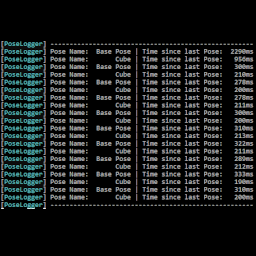 [PoseLogger] ------------------------------------------------
[PoseLogger] Pose Name:  Base Pose | Time since last Pose:  2290ms
[PoseLogger] Pose Name:       Cube | Time since last Pose:   956ms
[PoseLogger] Pose Name:  Base Pose | Time since last Pose:   300ms
[PoseLogger] Pose Name:       Cube | Time since last Pose:   210ms
[PoseLogger] Pose Name:  Base Pose | Time since last Pose:   278ms
[PoseLogger] Pose Name:       Cube | Time since last Pose:   200ms
[PoseLogger] Pose Name:  Base Pose | Time since last Pose:   278ms
[PoseLogger] Pose Name:       Cube | Time since last Pose:   211ms
[PoseLogger] Pose Name:  Base Pose | Time since last Pose:   300ms
[PoseLogger] Pose Name:       Cube | Time since last Pose:   200ms
[PoseLogger] Pose Name:  Base Pose | Time since last Pose:   310ms
[PoseLogger] Pose Name:       Cube | Time since last Pose:   211ms
[PoseLogger] Pose Name:  Base Pose | Time since last Pose:   322ms
[PoseLogger] Pose Name:       Cube | Time since last Pose:   211ms
[PoseLogger] Pose Name:  Base Pose | Time since last Pose:   289ms
[PoseLogger] Pose Name:       Cube | Time since last Pose:   212ms
[PoseLogger] Pose Name:  Base Pose | Time since last Pose:   333ms
[PoseLogger] Pose Name:       Cube | Time since last Pose:   190ms
[PoseLogger] Pose Name:  Base Pose | Time since last Pose:   310ms
[PoseLogger] Pose Name:       Cube | Time since last Pose:   200ms
[PoseLogger] ------------------------------------------------